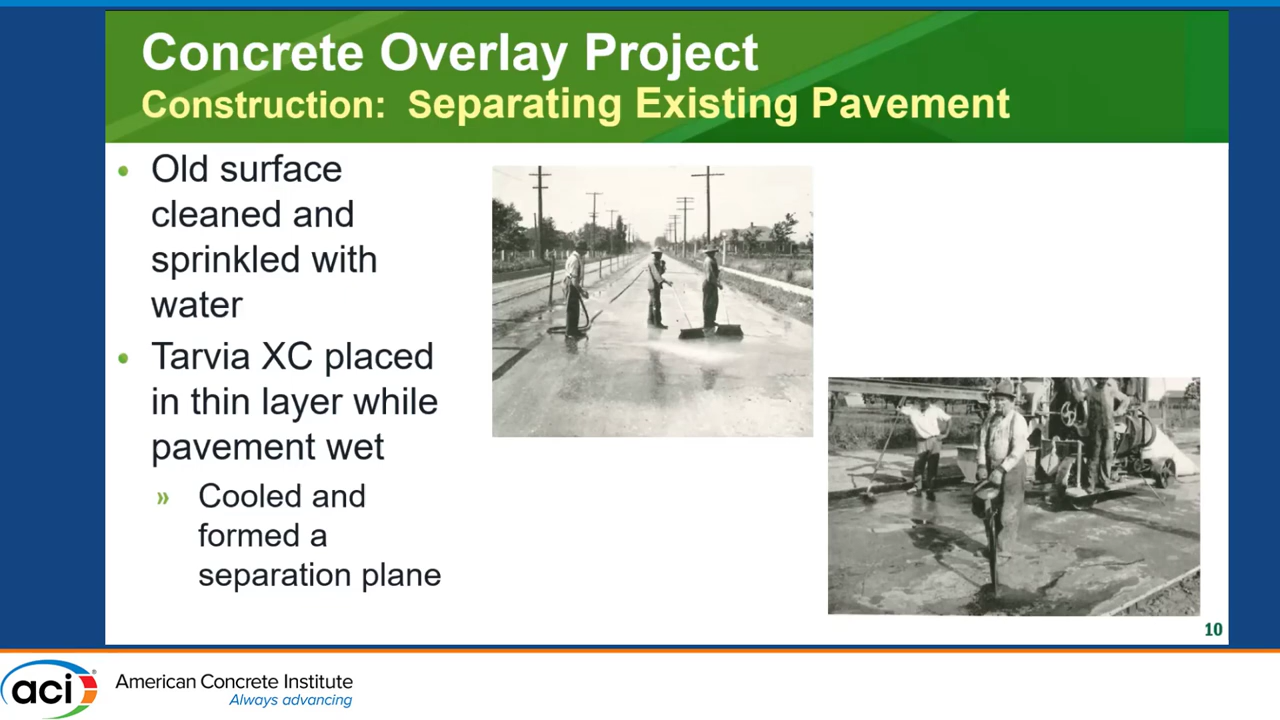 Concrete Overlay Project
Construction: Separating Existing Pavement
• Old surface
cleaned and
sprinkled with
water
• Tarvia XC placed
in thin layer while
pavement wet
» Cooled and
formed a
separation plane
10
aci®
American Concrete Institute
Always advancing